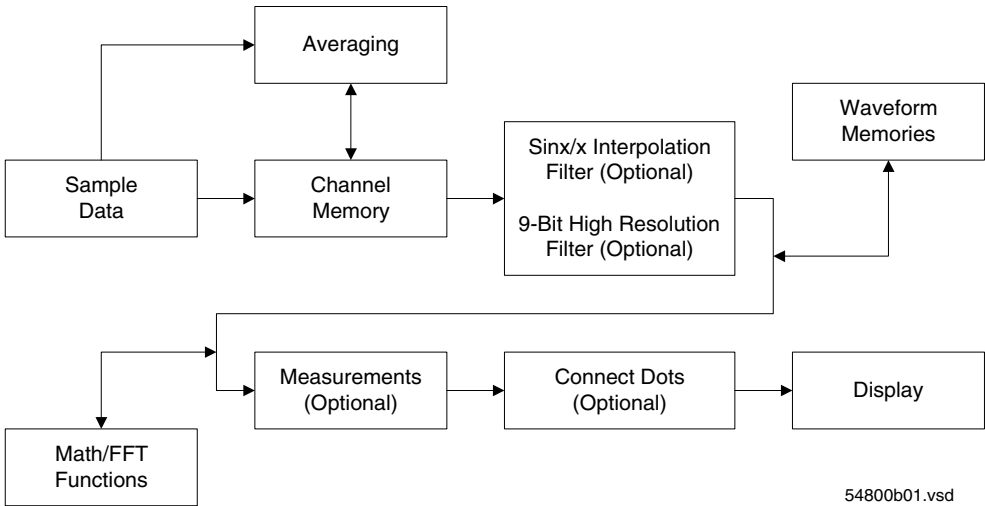 Averaging
Waveform
Memories
Sample
Data
Channel
Memory
Sinx/x Interpolation
Filter (Optional)
9-Bit High Resolution
Filter (Optional)
Measurements
(Optional)
Connect Dots
(Optional)
Display
Math/FFT
Functions
54800b01.vsd